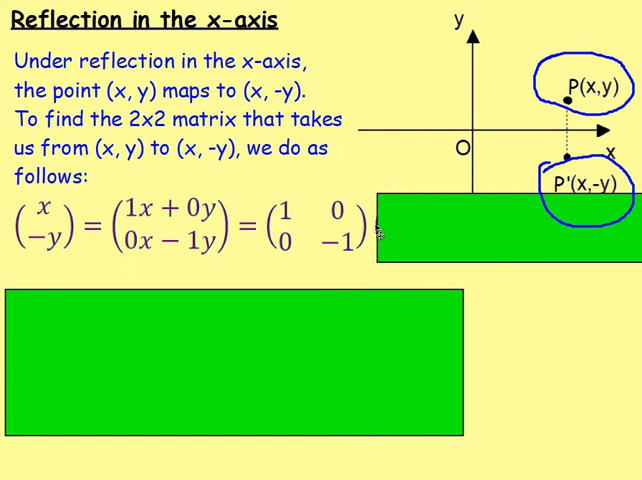 Reflection in the x-axis
Under reflection in the x-axis,
the point (x, y) maps to (x, -y).
To find the 2x2 matrix that takes
us from (x, y) to (x, -y), we do as
follows:
(x −y) = (1x + 0y 0x − 1y) = (1 0 0 −1)
y
P(x,y)
O
x
P'(x,-y)